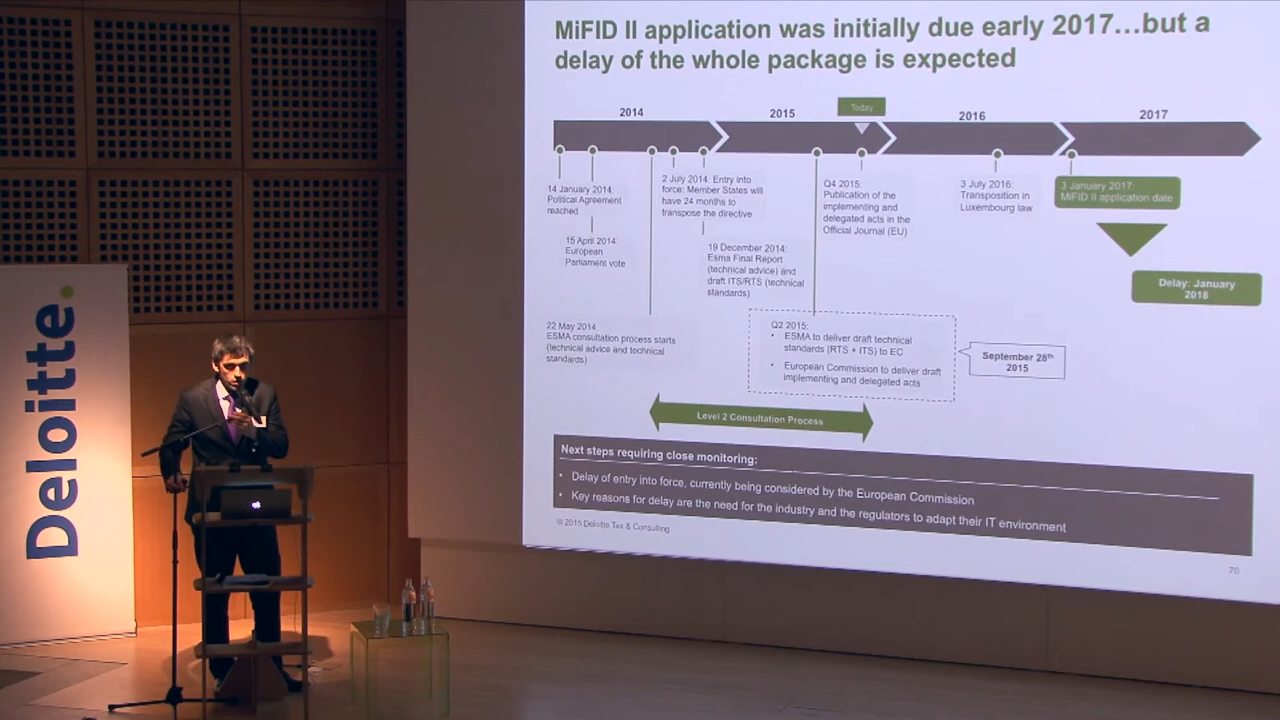 MiFID II application was initially due early 2017...but a
delay of the whole package is expected
Today
2014
2015
2016
2017
14 January 2014:
Political Agreement
reached
15 April 2014:
European
Parliament vote
2 July 2014: Entry into
force: Member States will
have 24 months to
transpose the directive
19 December 2014:
Esma Final Report
(technical advice) and
draft ITS/RTS (technical
standards)
Q4 2015:
Publication of the
implementing and
delegated acts in the
Official Journal (EU)
3 July 2016:
Transposition in
Luxembourg law
3 January 2017:
MiFID II application date
Delay: January
2018
22 May 2014:
ESMA consultation process starts
(technical advice and technical
standards)
Q2 2015:
• ESMA to deliver draft technical
standards (RTS + ITS) to EC
• European Commission to deliver draft
implementing and delegated acts
September 28th
2015
Level 2 Consultation Process
Next steps requiring close monitoring:
• Delay of entry into force, currently being considered by the European Commission
• Key reasons for delay are the need for the industry and the regulators to adapt their IT environment
© 2015 Deloitte Tax & Consulting
70
Deloitte.